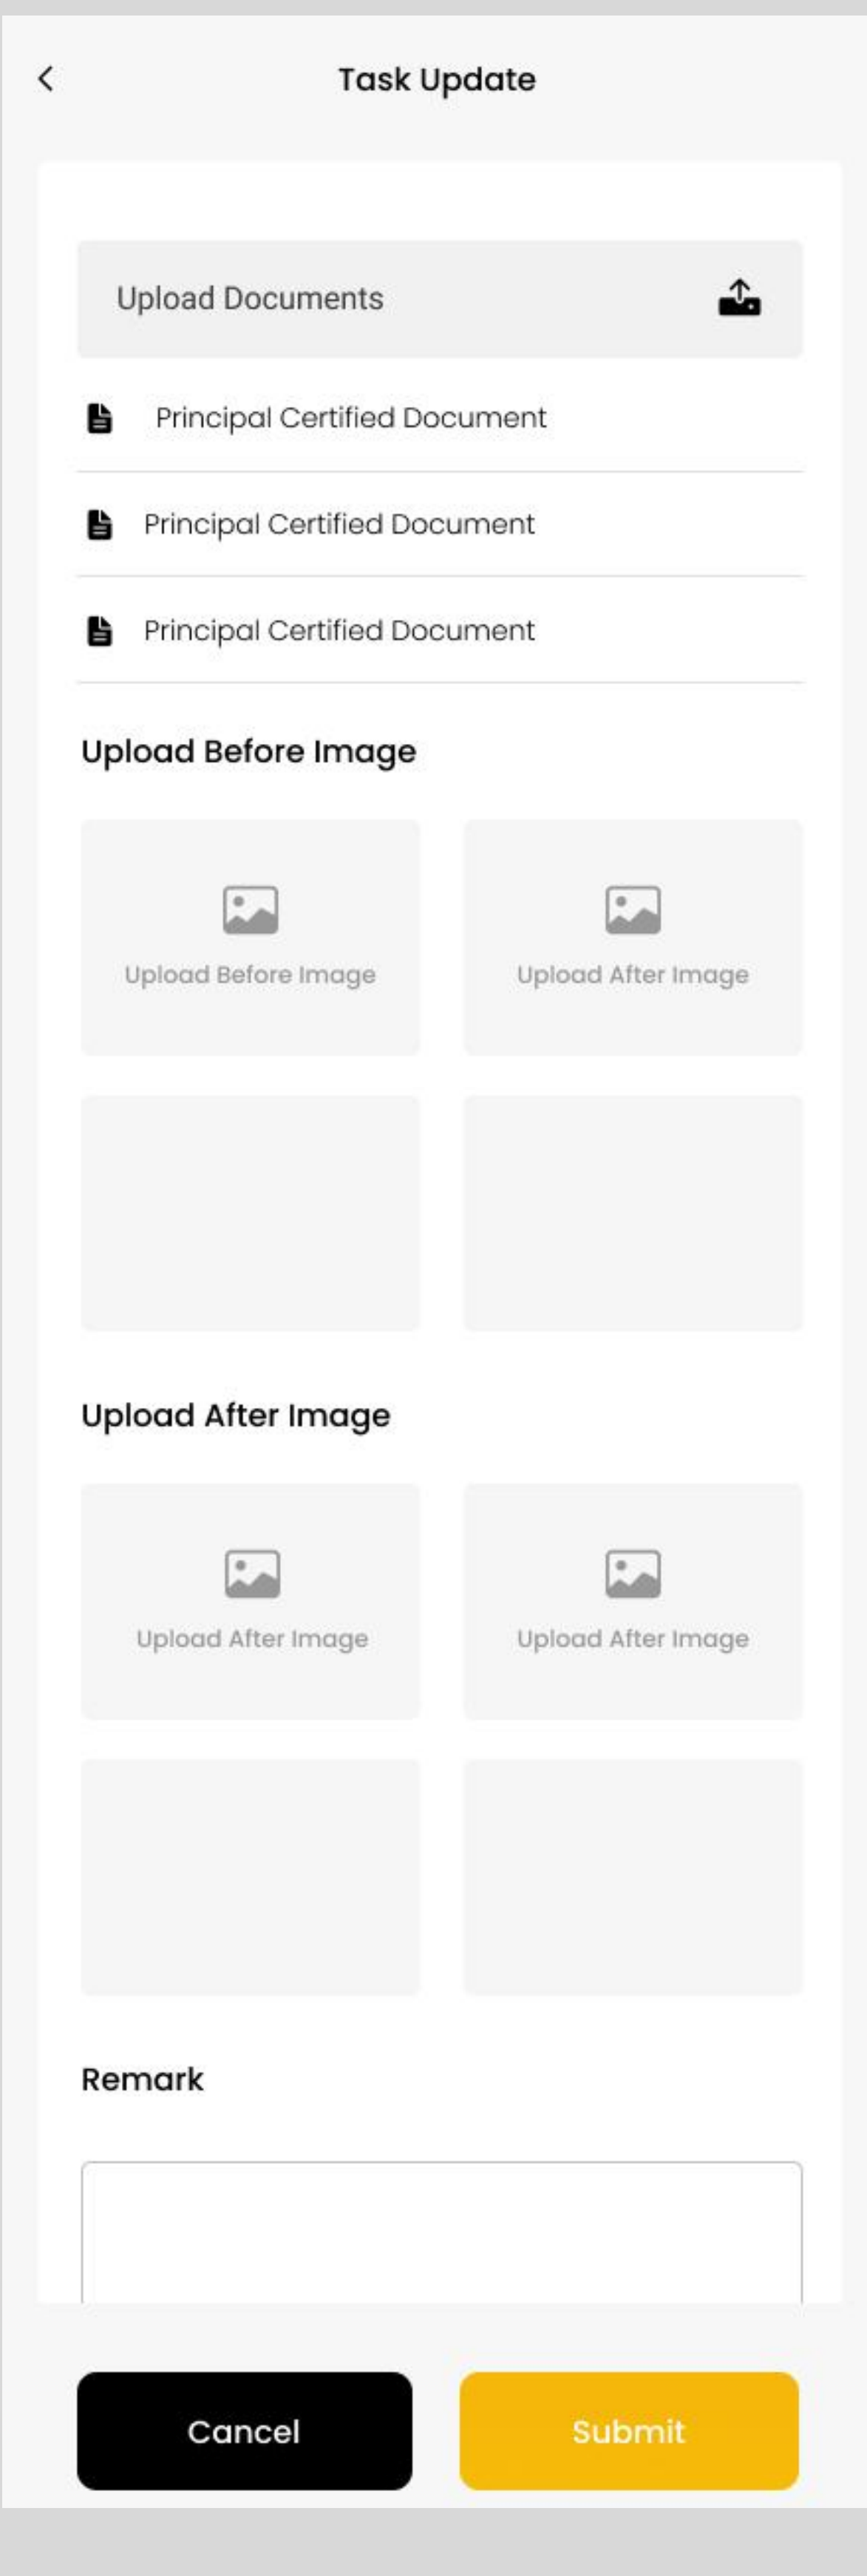 Task Update
Upload Documents
Principal Certified Document
Principal Certified Document
Principal Certified Document
Upload Before Image
Upload Before Image
Upload After Image
Upload After Image
Upload After Image
Upload After Image
Remark
Cancel
Submit